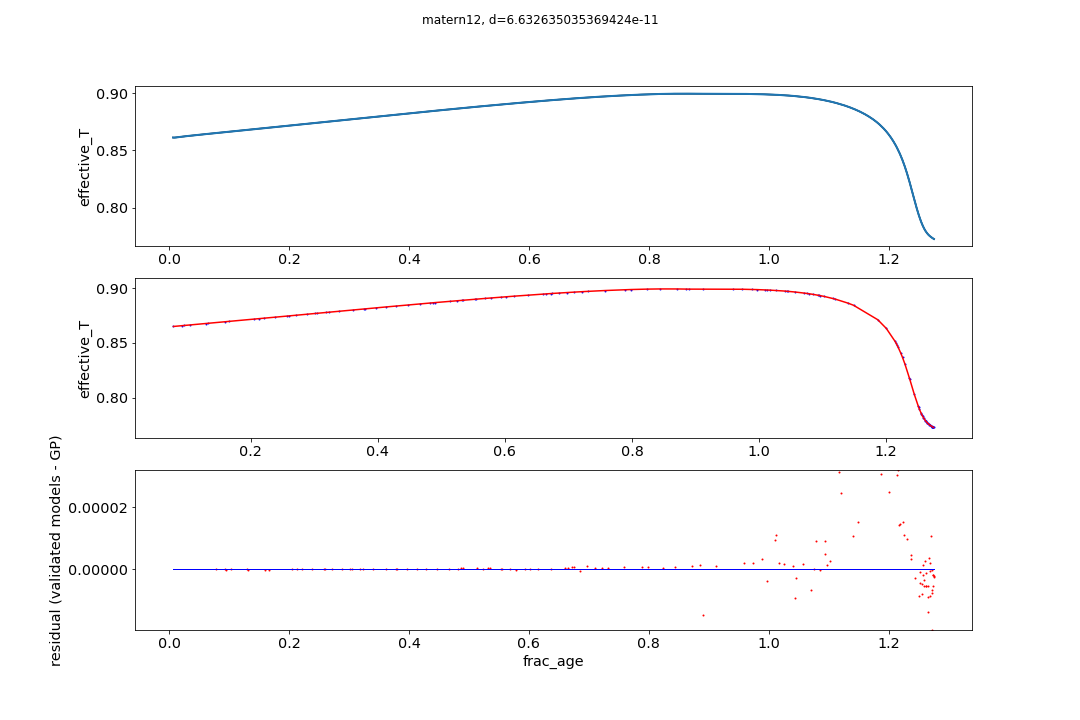 matern12, d=6.632635035369424e-11
0.90
0.85
0.80
effective_T
0.0 0.2 0.4 0.6 0.8 1.0 1.2
0.90
0.85
0.80
effective_T
0.2 0.4 0.6 0.8 1.0 1.2
0.00002
0.00000
residual (validated models - GP)
0.0 0.2 0.4 0.6 0.8 1.0 1.2
frac_age